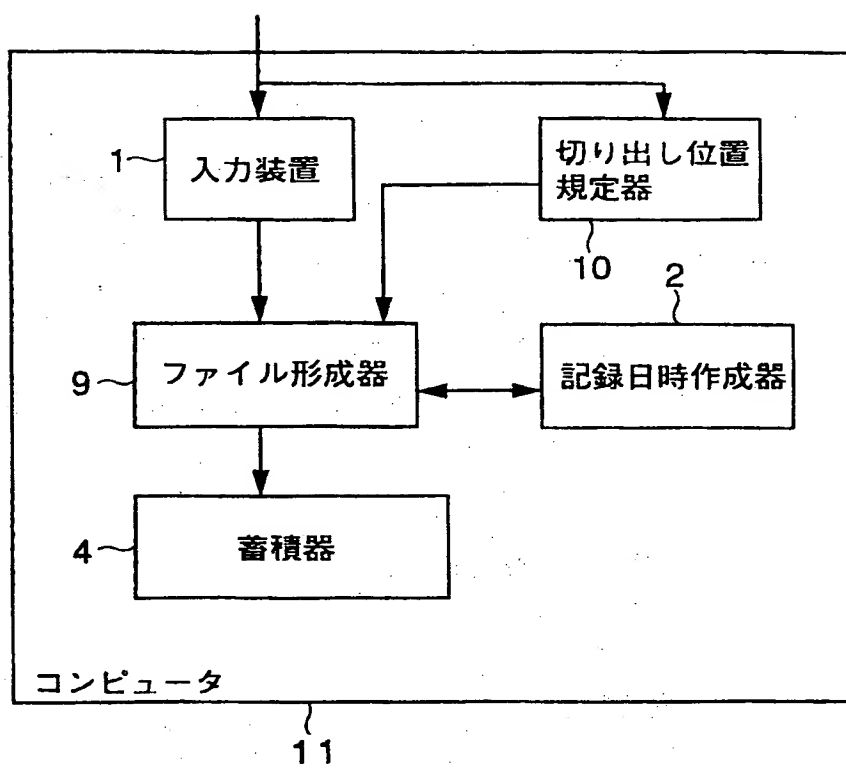 1
入力装置
切り出し位置
規定器
10
2
9
ファイル形成器
記録日時作成器
4
蓄積器
コンピュータ
11